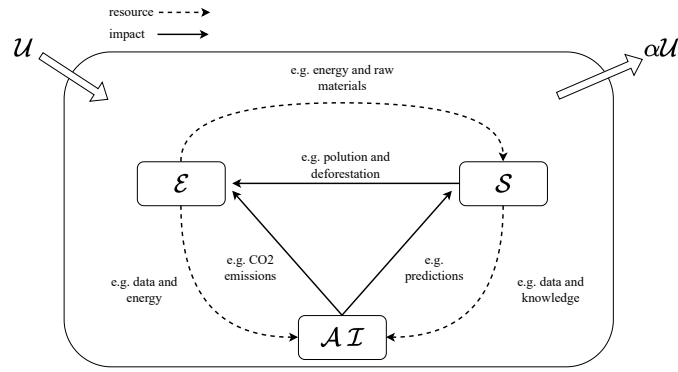 resource
impact
𝒰
α𝒰
e.g. energy and raw
materials
e.g. polution and
deforestation
ℰ
𝒮
e.g. CO2
emissions
e.g.
predictions
e.g. data and
energy
e.g. data and
knowledge
𝒜ℐ